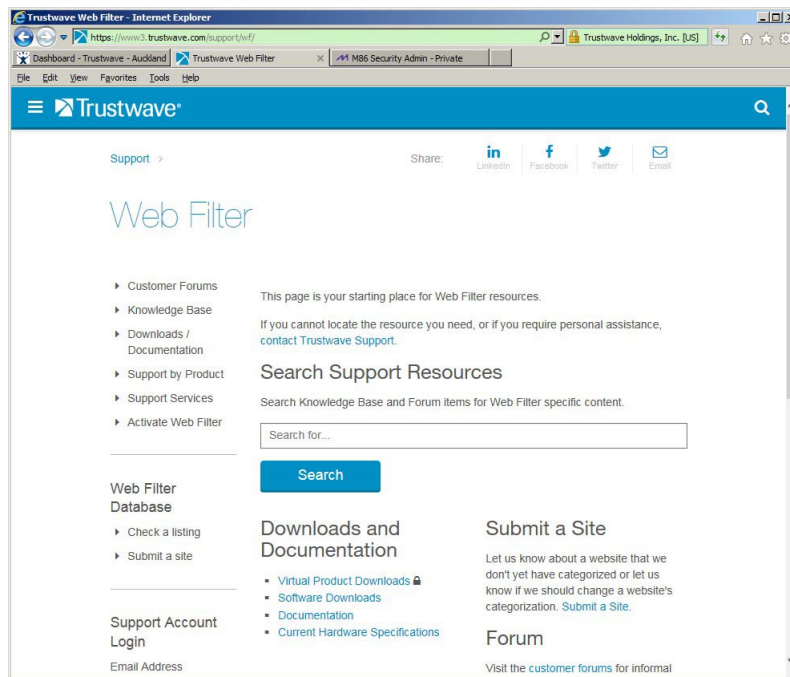 Trustwave Web Filter - Internet Explorer
https://www3.trustwave.com/support/wf/
Trustwave Holdings, Inc. [US]
Dashboard - Trustwave - Auckland
Trustwave Web Filter
M86 Security Admin - Private
File Edit View Favorites Tools Help
Trustwave®
Support >
Share:
LinkedIn
Facebook
Twitter
Email
Web Filter
Customer Forums
Knowledge Base
Downloads /
Documentation
Support by Product
Support Services
Activate Web Filter
Web Filter
Database
Check a listing
Submit a site
Support Account
Login
Email Address
This page is your starting place for Web Filter resources.
If you cannot locate the resource you need, or if you require personal assistance,
contact Trustwave Support.
Search Support Resources
Search Knowledge Base and Forum items for Web Filter specific content.
Search for...
Search
Downloads and
Documentation
Virtual Product Downloads
Software Downloads
Documentation
Current Hardware Specifications
Submit a Site
Let us know about a website that we
don't yet have categorized or let us
know if we should change a website's
categorization. Submit a Site.
Forum
Visit the customer forums for informal